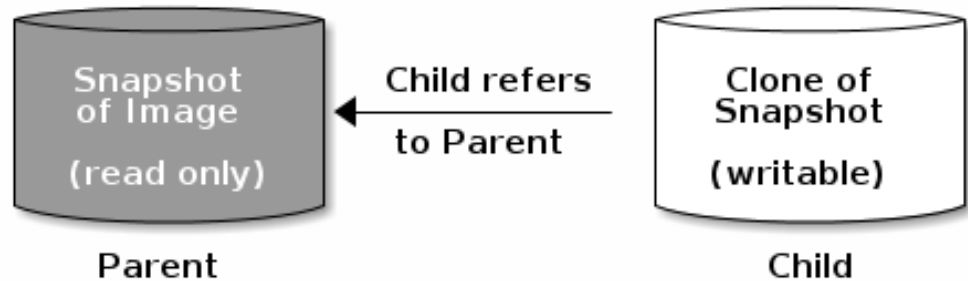 Snapshot
of Image
(read only)
Child refers
to Parent
Clone of
Snapshot
(writable)
Parent
Child